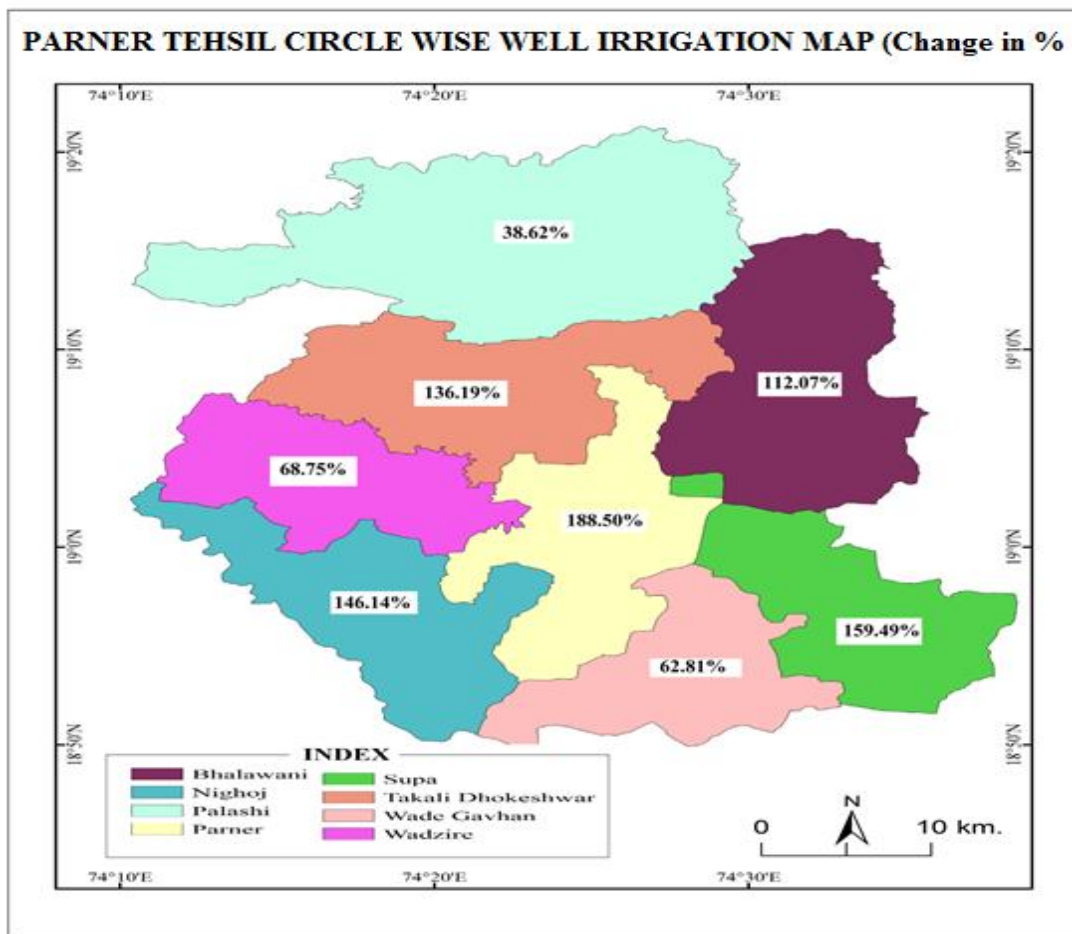 PARNER TEHSIL CIRCLE WISE WELL IRRIGATION MAP (Change in %
74°10'E 74°20'E 74°30'E
19°20'N 19°20'N
38.62%
19°10'N 19°10'N
112.07%
136.19%
68.75%
188.50%
19°0'N 19°0'N
146.14%
159.49%
62.81%
18°50'N 18°50'N
INDEX
Bhalawani
Nighoj
Palashi
Parner
Supa
Takali Dhokeshwar
Wade Gavhan
Wadzire
N
0 10 km.
74°10'E 74°20'E 74°30'E